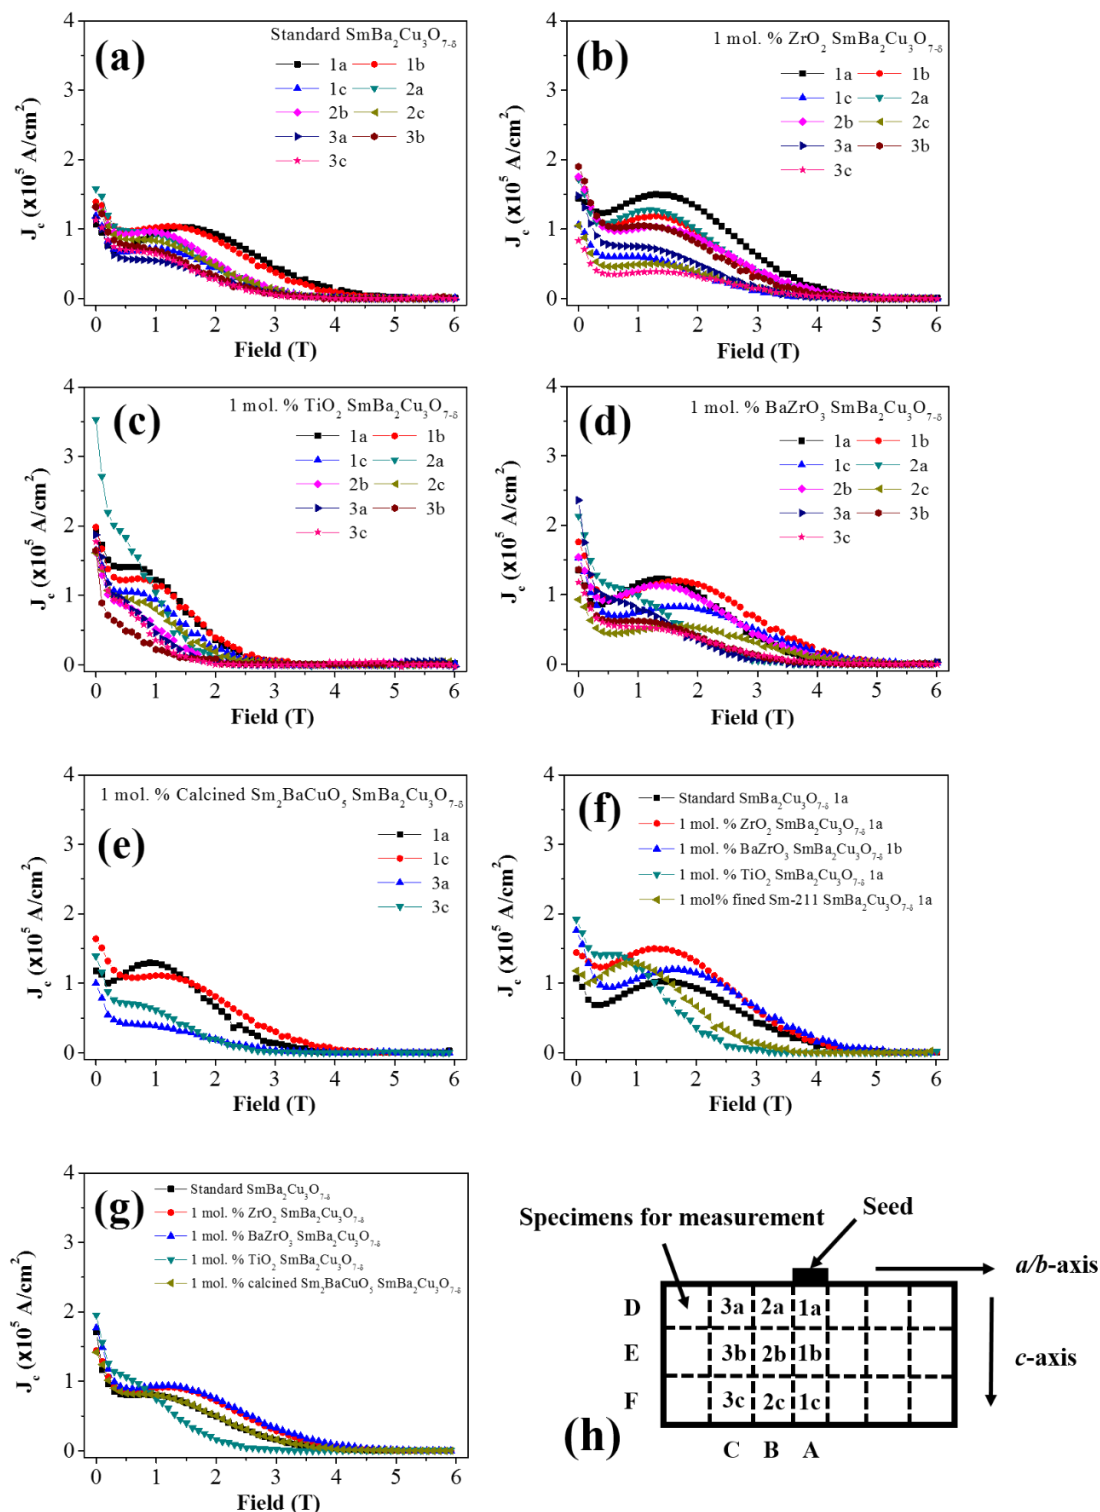 (a)
Standard SmBa2Cu3O7-δ
1a 1b
1c 2a
2b 2c
3a 3b
3c
Jc (x10^5 A/cm^2)
4
3
2
1
0
0 1 2 3 4 5 6
Field (T)
(b)
1 mol. % ZrO2 SmBa2Cu3O7-δ
1a 1b
1c 2a
2b 2c
3a 3b
3c
Jc (x10^5 A/cm^2)
4
3
2
1
0
0 1 2 3 4 5 6
Field (T)
(c)
1 mol. % TiO2 SmBa2Cu3O7-δ
1a 1b
1c 2a
2b 2c
3a 3b
3c
Jc (x10^5 A/cm^2)
4
3
2
1
0
0 1 2 3 4 5 6
Field (T)
(d)
1 mol. % BaZrO3 SmBa2Cu3O7-δ
1a 1b
1c 2a
2b 2c
3a 3b
3c
Jc (x10^5 A/cm^2)
4
3
2
1
0
0 1 2 3 4 5 6
Field (T)
1 mol. % Calcined Sm2BaCuO5 SmBa2Cu3O7-δ
(e)
1a
1c
3a
3c
Jc (x10^5 A/cm^2)
4
3
2
1
0
0 1 2 3 4 5 6
Field (T)
(f)
Standard SmBa2Cu3O7-δ 1a
1 mol. % ZrO2 SmBa2Cu3O7-δ 1a
1 mol. % BaZrO3 SmBa2Cu3O7-δ 1b
1 mol. % TiO2 SmBa2Cu3O7-δ 1a
1 mol% fined Sm-211 SmBa2Cu3O7-δ 1a
Jc (x10^5 A/cm^2)
4
3
2
1
0
0 1 2 3 4 5 6
Field (T)
(g)
Standard SmBa2Cu3O7-δ
1 mol. % ZrO2 SmBa2Cu3O7-δ
1 mol. % BaZrO3 SmBa2Cu3O7-δ
1 mol. % TiO2 SmBa2Cu3O7-δ
1 mol. % calcined Sm2BaCuO5 SmBa2Cu3O7-δ
Jc (x10^5 A/cm^2)
4
3
2
1
0
0 1 2 3 4 5 6
Field (T)
Seed
Specimens for measurement
a/b-axis
D 3a 2a 1a
E 3b 2b 1b
c-axis
F 3c 2c 1c
(h)
C B A